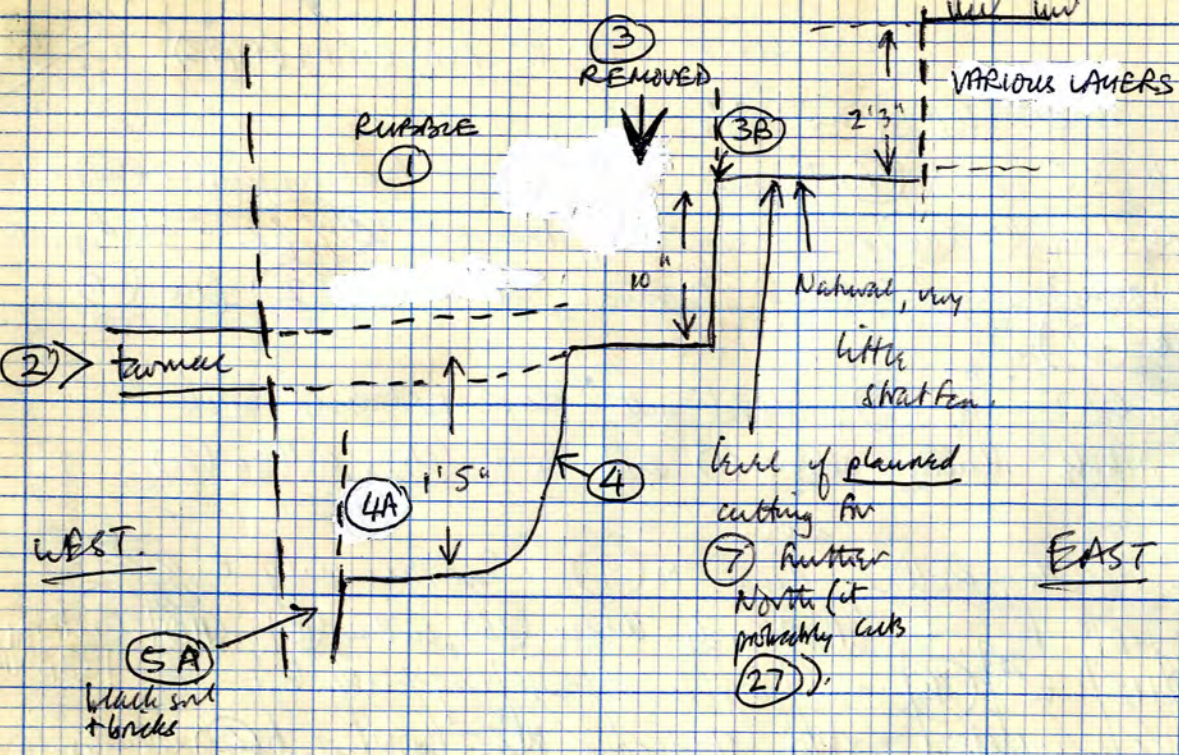 3
REMOVED
VARIOUS LAYERS
2'3"
3B
RUBBLE
1
10"
Natural, very
little
strat
2
tarmac
level of planned
cutting for
7 further
North (it
probably cuts
27)).
4
4A
1'5"
WEST.
EAST
5A
black soil
+ bricks